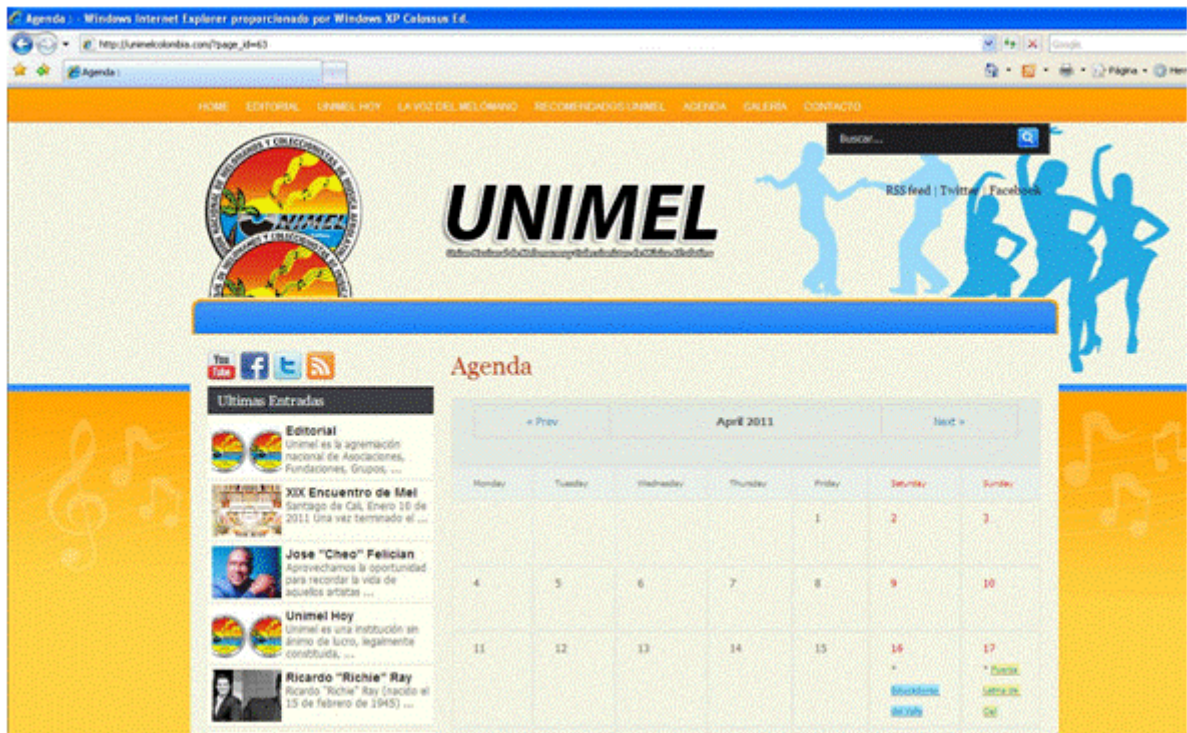 Agenda : - Windows Internet Explorer proporcionado por Windows XP Colossus Ed.
http://unimelcolombia.com/?page_id=63
Google
Agenda :
Página
HOME EDITORIAL UNIMEL HOY LA VOZ DEL MELÓMANO RECOMENDADOS UNIMEL AGENDA GALERÍA CONTACTO
Buscar...
RSS feed | Twitter | Facebook
UNIMEL
UNIMEL
You Tube
Agenda
Ultimas Entradas
Editorial
Unimel es la agremiación
nacional de Asociaciones,
Fundaciones, Grupos, ...
XIX Encuentro de Mel
Santiago de Cali, Enero 10 de
2011 Una vez terminado el ...
Jose "Cheo" Felician
Aprovechamos la oportunidad
para recordar la vida de
aquellos artistas ...
Unimel Hoy
Unimel es una institución sin
ánimo de lucro, legalmente
constituida, ...
Ricardo "Richie" Ray
Ricardo "Richie" Ray (nacido el
15 de febrero de 1945) ...
« Prev April 2011 Next »
Monday Tuesday Wednesday Thursday Friday Saturday Sunday
1 2 3
4 5 6 7 8 9 10
11 12 13 14 15 16 17
* * Fuerza
Latina de
Cali